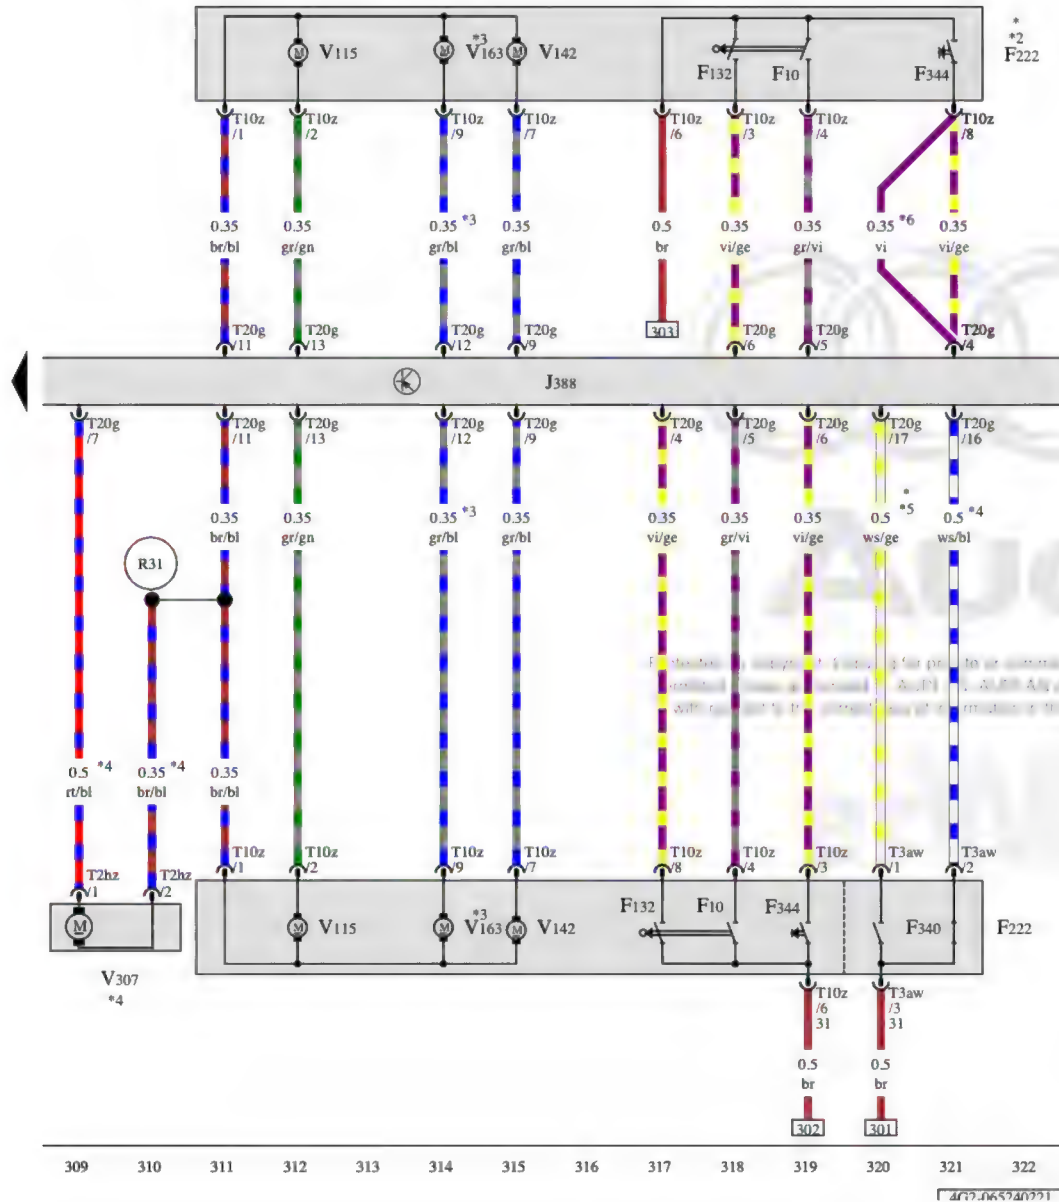 *
*2
V115 *3 V163 V142 F132 F10 F344 F222
T10z/1 T10z/2 T10z/9 T10z/7 T10z/6 T10z/3 T10z/4 T10z/8
0.35 0.35 0.35 *3 0.35 0.5 0.35 0.35 0.35 *6 0.35
br/bl gr/gn gr/bl gr/bl br vi/ge gr/vi vi vi/ge
T20g/11 T20g/13 T20g/12 T20g/9 303 T20g/6 T20g/5 T20g/4
J388
T20g/7 T20g/11 T20g/13 T20g/12 T20g/9 T20g/4 T20g/5 T20g/6 T20g/17 T20g/16
*
*5
0.35 0.35 0.35 *3 0.35 0.35 0.35 0.35 0.5 0.5 *4
br/bl gr/gn gr/bl gr/bl vi/ge gr/vi vi/ge ws/ge ws/bl
R31
0.5 *4 0.35 *4 0.35
rt/bl br/bl br/bl
T2hz/1 T2hz/2 T10z/1 T10z/2 T10z/9 T10z/7 T10z/8 T10z/4 T10z/3 T3aw/1 T3aw/2
M V115 *3 V163 V142 F132 F10 F344 F340 F222
V307
*4
T10z/6 T3aw/3
31 31
0.5 0.5
br br
302 301
309 310 311 312 313 314 315 317 318 319 320 321 322
4G2-065240221